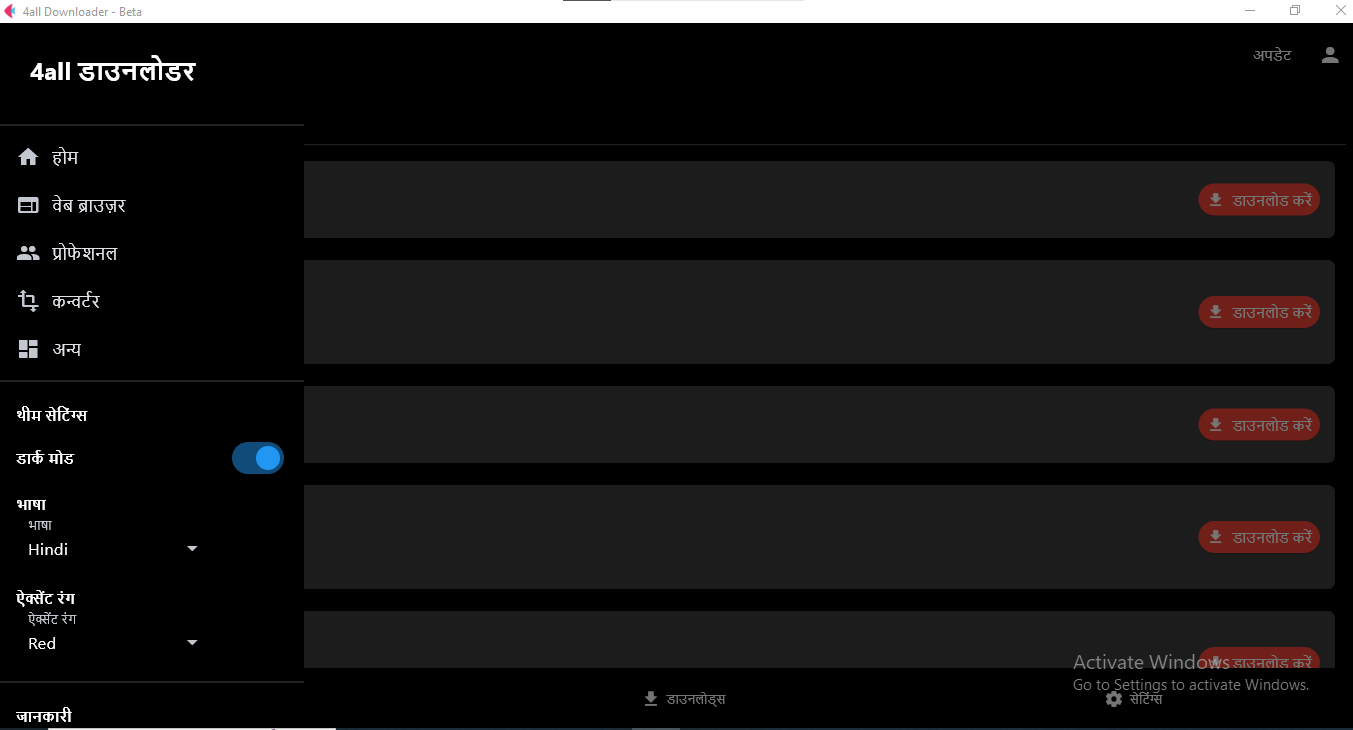 4all Downloader - Beta
4all डाउनलोडर
अपडेट
होम
वेब ब्राउज़र
प्रोफेशनल
कन्वर्टर
अन्य
थीम सेटिंग्स
डार्क मोड
भाषा
भाषा
Hindi
ऐक्सेंट रंग
ऐक्सेंट रंग
Red
जानकारी
डाउनलोड करें
डाउनलोड करें
डाउनलोड करें
डाउनलोड करें
डाउनलोड करें
Activate Windows
Go to Settings to activate Windows.
डाउनलोड्स
सेटिंग्स